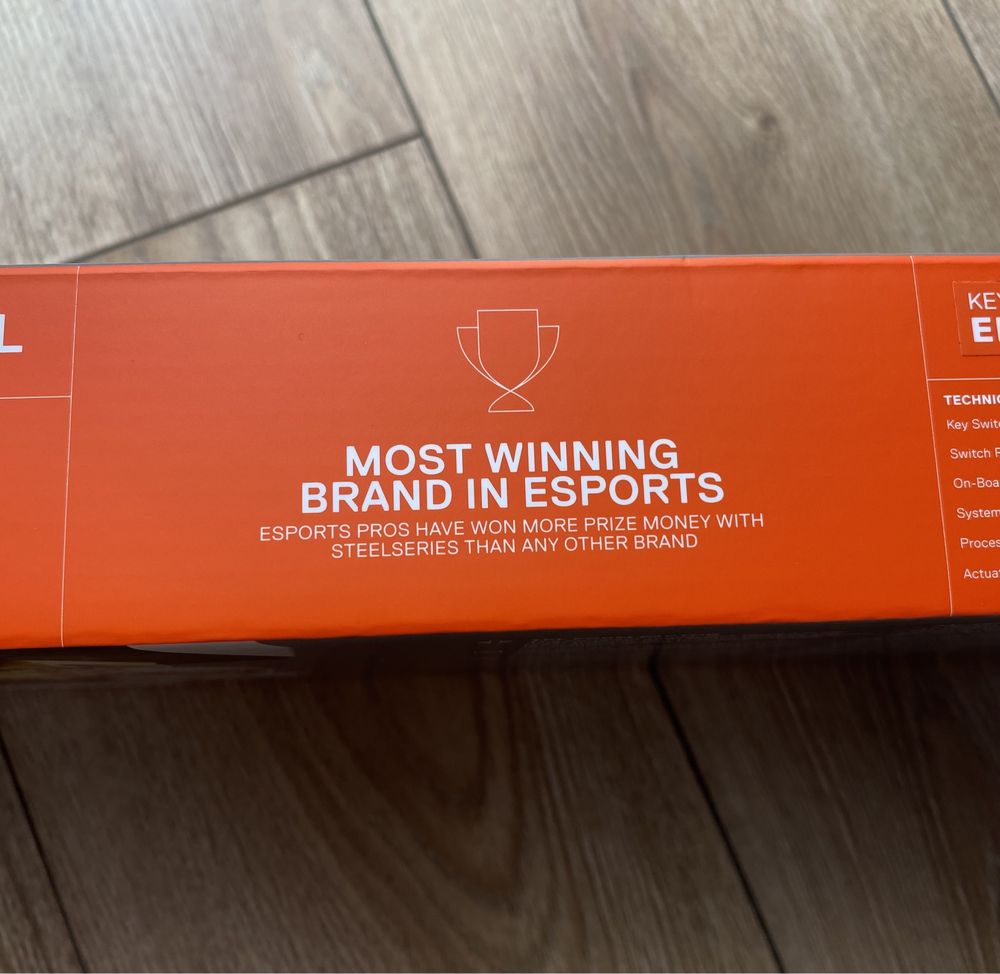 L
MOST WINNING
BRAND IN ESPORTS
ESPORTS PROS HAVE WON MORE PRIZE MONEY WITH
STEELSERIES THAN ANY OTHER BRAND
KEY
TECHNIC
Key Switc
Switch
On-Boa
System
Proces
Actuat